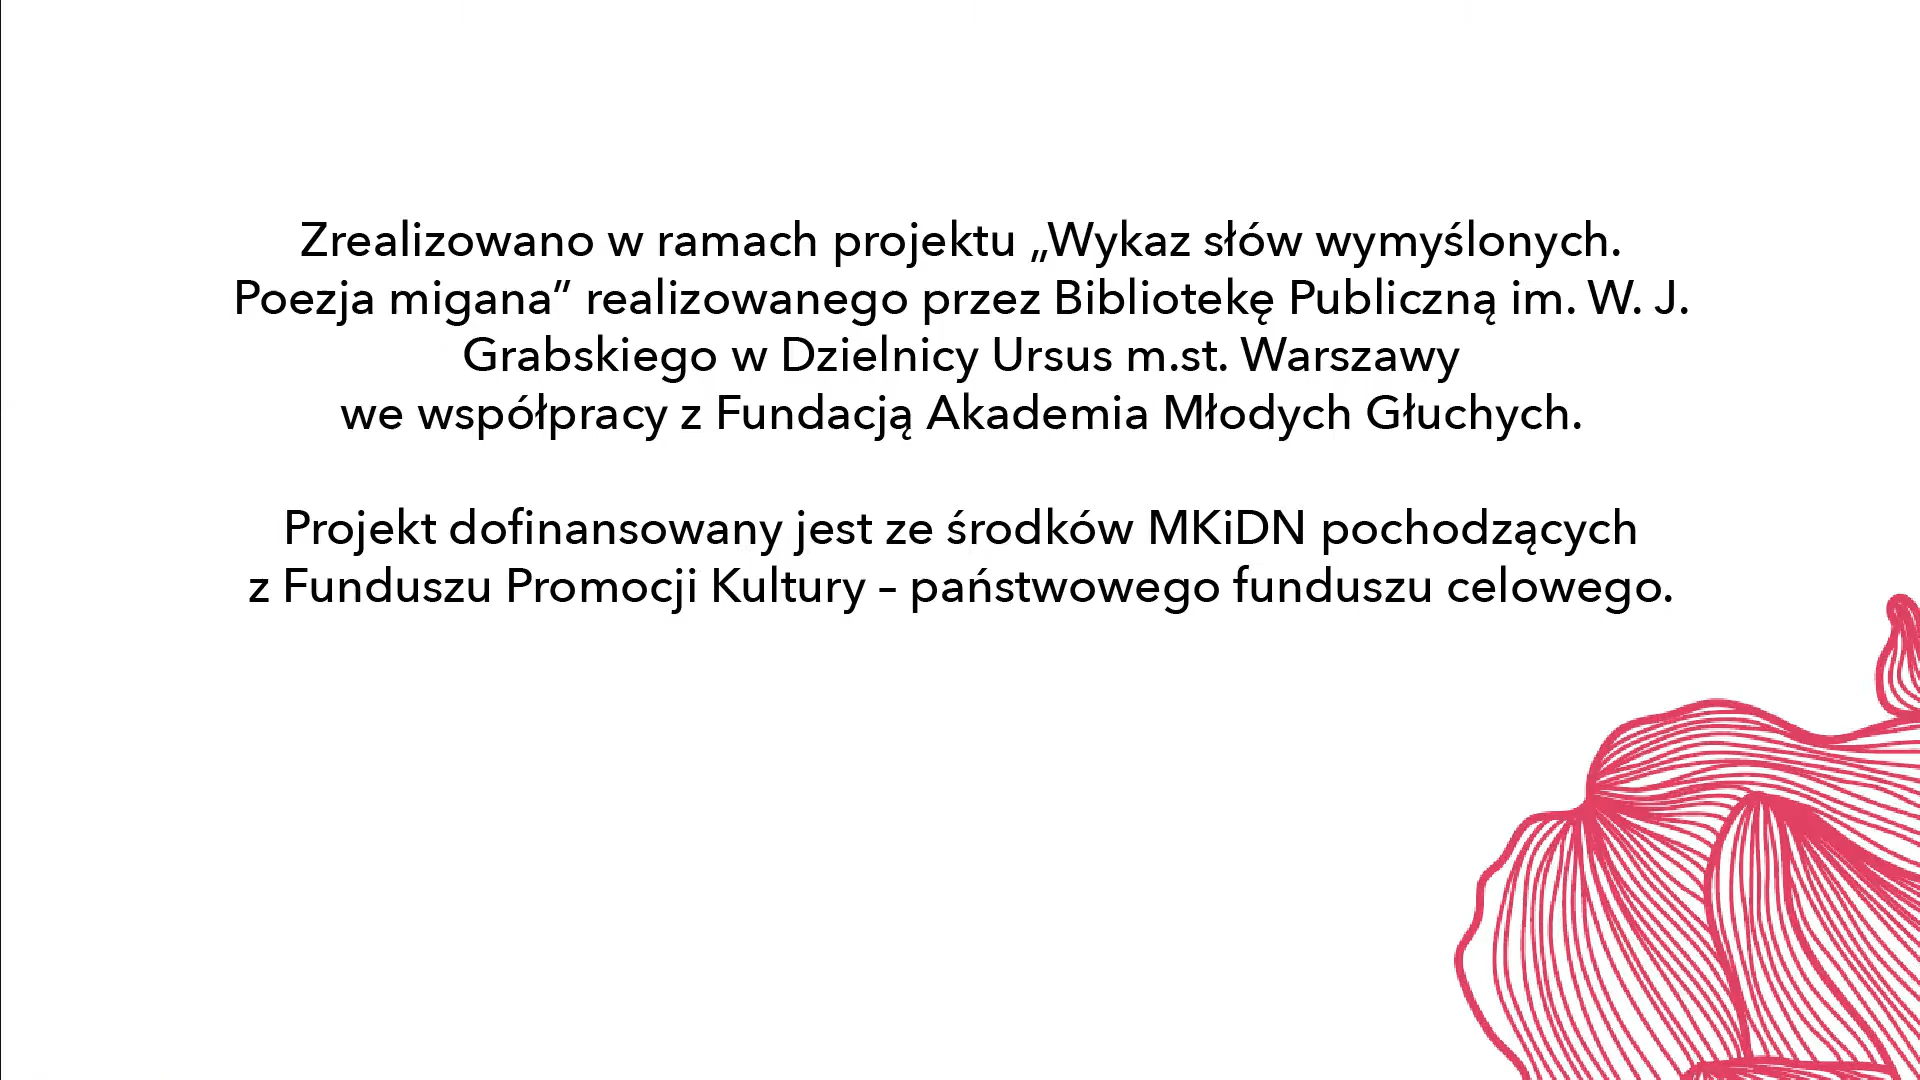 Zrealizowano w ramach projektu „Wykaz słów wymyślonych.
Poezja migana” realizowanego przez Bibliotekę Publiczną im. W. J.
Grabskiego w Dzielnicy Ursus m.st. Warszawy
we współpracy z Fundacją Akademia Młodych Głuchych.
Projekt dofinansowany jest ze środków MKiDN pochodzących
z Funduszu Promocji Kultury – państwowego funduszu celowego.